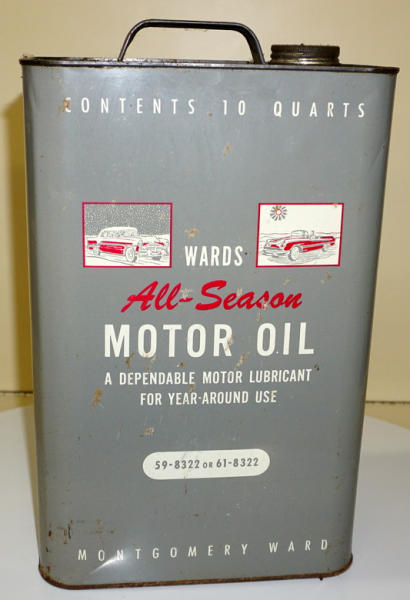 CONTENTS 10 QUARTS
WARDS
All-Season
MOTOR OIL
A DEPENDABLE MOTOR LUBRICANT
FOR YEAR-AROUND USE
59-8322 OR 61-8322
MONTGOMERY WARD